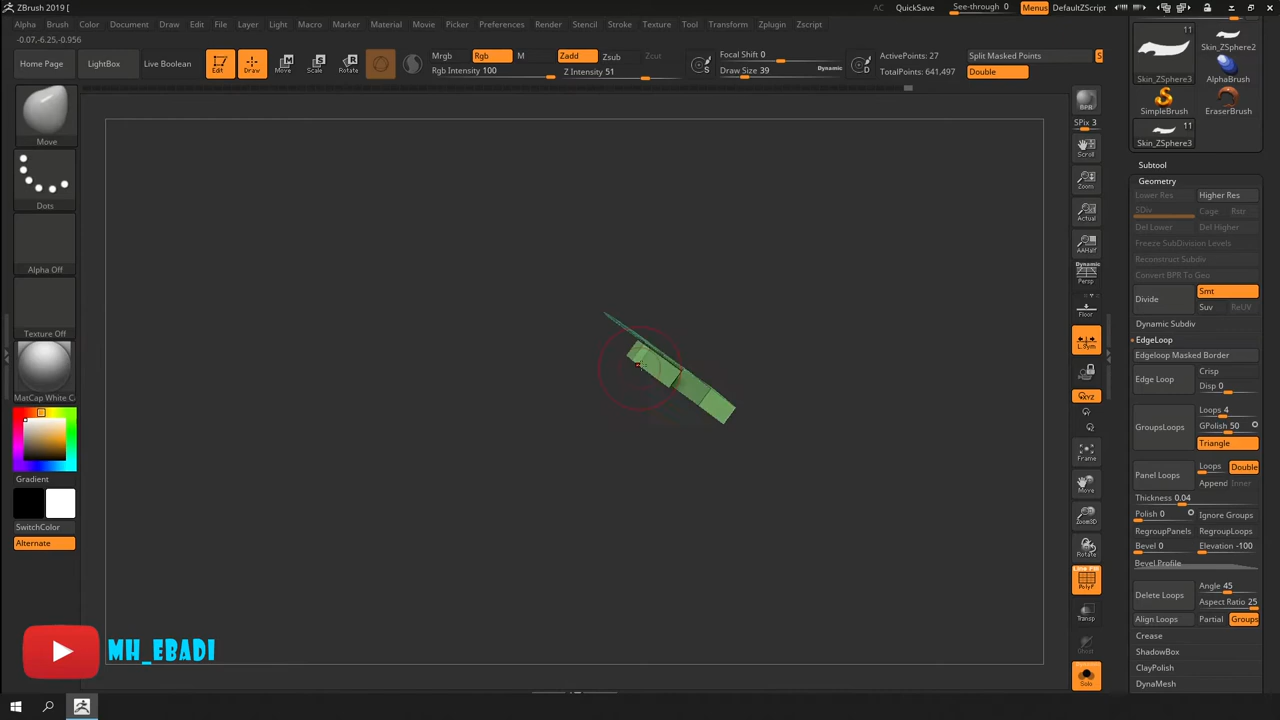 ZBrush 2019 [
AC QuickSave See-through 0 Menus DefaultZScript
Alpha Brush Color Document Draw Edit File Layer Light Macro Marker Material Movie Picker Preferences Render Stencil Stroke Texture Tool Transform Zplugin Zscript
-0.07,-6.25,-0.956
Home Page LightBox Live Boolean Edit Draw Move Scale Rotate
Mrgb Rgb M Zadd Zsub Zcut
Rgb Intensity 100 Z Intensity 51
Focal Shift 0
Draw Size 39 Dynamic
ActivePoints: 27
TotalPoints: 641,497
Split Masked Points
Double
S
S
D
Move
Dots
Alpha Off
Texture Off
MatCap White C
Gradient
SwitchColor
Alternate
MH_EBADI
BPR
SPix 3
Scroll
Zoom
Actual
AAHalf
Dynamic
Persp
Floor
L.Sym
XYZ
Frame
Move
Zoom3D
Rotate
Line Fill
PolyF
Transp
Ghost
Solo
11
Skin_ZSphere3
Skin_ZSphere2
AlphaBrush
SimpleBrush EraserBrush
11
Skin_ZSphere3
Subtool
Geometry
Lower Res Higher Res
SDiv Cage Rstr
Del Lower Del Higher
Freeze SubDivision Levels
Reconstruct Subdiv
Convert BPR To Geo
Divide Smt
Suv ReUV
Dynamic Subdiv
EdgeLoop
Edgeloop Masked Border
Edge Loop Crisp
Disp 0
GroupsLoops Loops 4
GPolish 50
Triangle
Panel Loops Loops Double
Append Inner
Thickness 0.04
Polish 0 Ignore Groups
RegroupPanels RegroupLoops
Bevel 0 Elevation -100
Bevel Profile
Delete Loops Angle 45
Aspect Ratio 25
Align Loops Partial Groups
Crease
ShadowBox
ClayPolish
DynaMesh